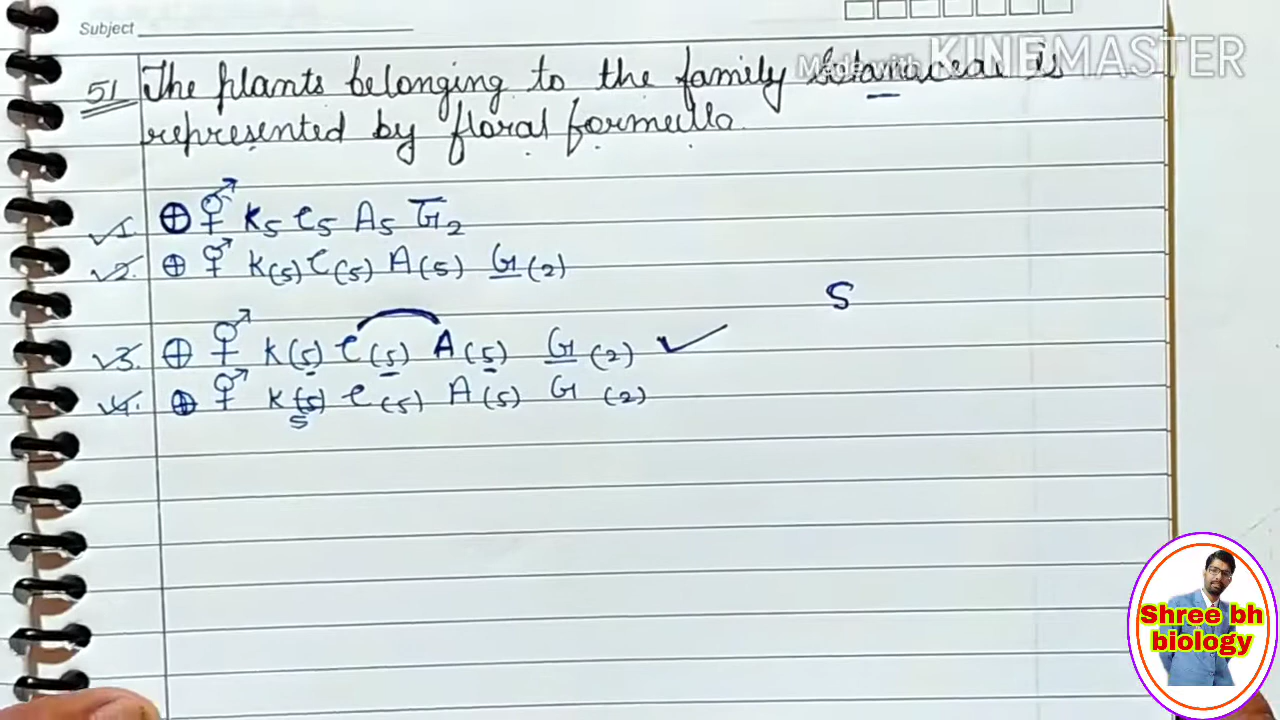 Subject
Made with KINEMASTER
51 The plants belonging to the family Solanaceae is
represented by floral formula.
1. ⊕ ⚥ K5 C5 A5 G̅2
2. ⊕ ⚥ K(5) C(5) A(5) G̲(2)
S
3. ⊕ ⚥ K(5) C(5) A(5) G̲(2) ✓
4. ⊕ ⚥ K(5) C(5) A(5) G (2)
5
Shree bh
biology